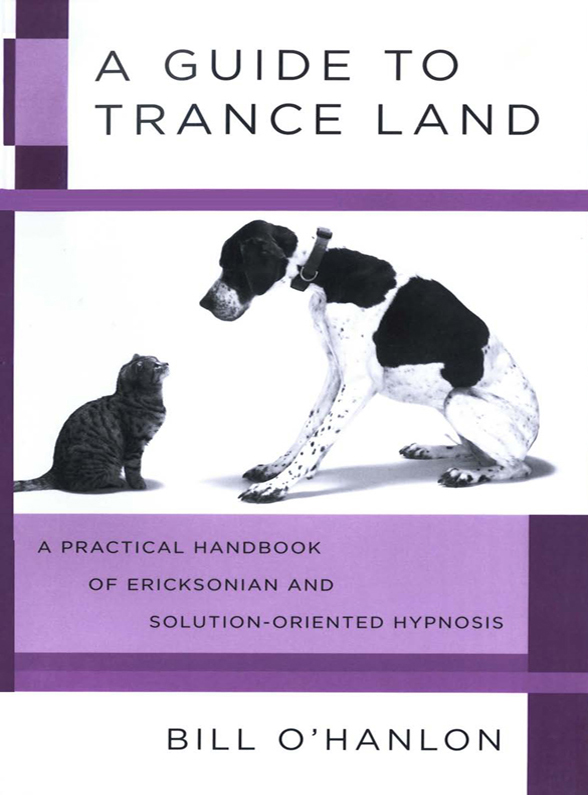 A GUIDE TO
TRANCE LAND
A PRACTICAL HANDBOOK
OF ERICKSONIAN AND
SOLUTION-ORIENTED HYPNOSIS
BILL O'HANLON